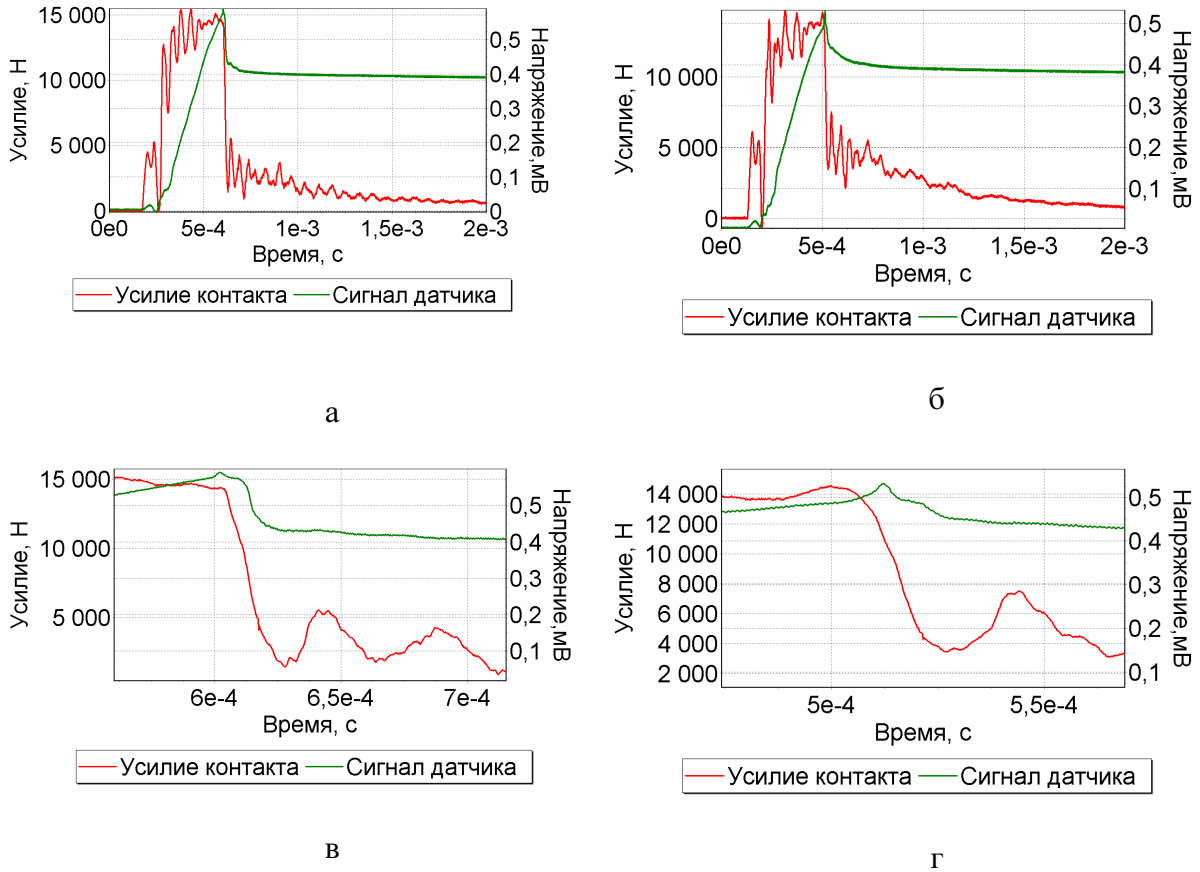 15 000
10 000
5 000
0
Усилие, Н
0,5
0,4
0,3
0,2
0,1
0
Напряжение,мВ
0e0 5e-4 1e-3 1,5e-3 2e-3
Время, с
Усилие контакта Сигнал датчика
а
10 000
5 000
0
Усилие, Н
0,5
0,4
0,3
0,2
0,1
Напряжение,мВ
0e0 5e-4 1e-3 1,5e-3 2e-3
Время, с
Усилие контакта Сигнал датчика
б
15 000
10 000
5 000
Усилие, Н
0,5
0,4
0,3
0,2
0,1
Напряжение,мВ
6e-4 6,5e-4 7e-4
Время, с
Усилие контакта Сигнал датчика
в
14 000
12 000
10 000
8 000
6 000
4 000
2 000
Усилие, Н
0,5
0,4
0,3
0,2
0,1
Напряжение,мВ
5e-4 5,5e-4
Время, с
Усилие контакта Сигнал датчика
г